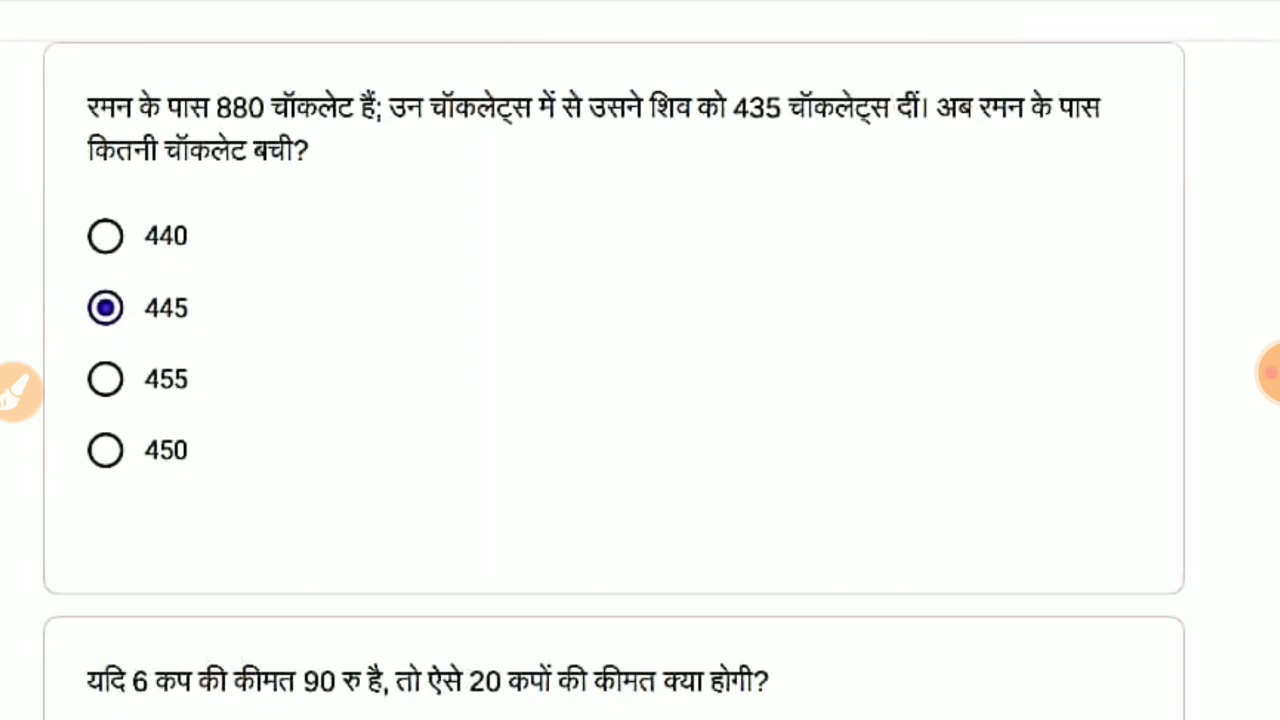 रमन के पास 880 चॉकलेट हैं; उन चॉकलेट्स में से उसने शिव को 435 चॉकलेट्स दीं। अब रमन के पास
कितनी चॉकलेट बची?
440
445
455
450
यदि 6 कप की कीमत 90 रु है, तो ऐसे 20 कपों की कीमत क्या होगी?